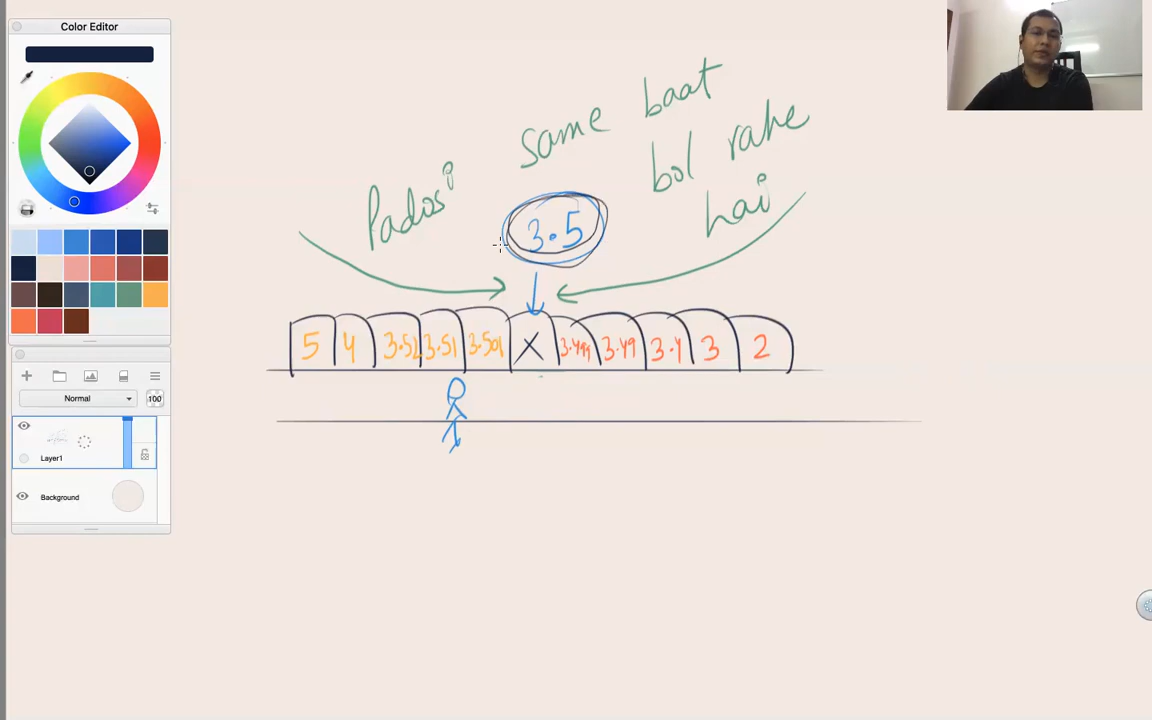 Color Editor
same baat
bol rahe
hai
Padosi
3.5
5 4 3.52 3.51 3.501 X 3.499 3.49 3.4 3 2
Normal 100
Layer1
Background